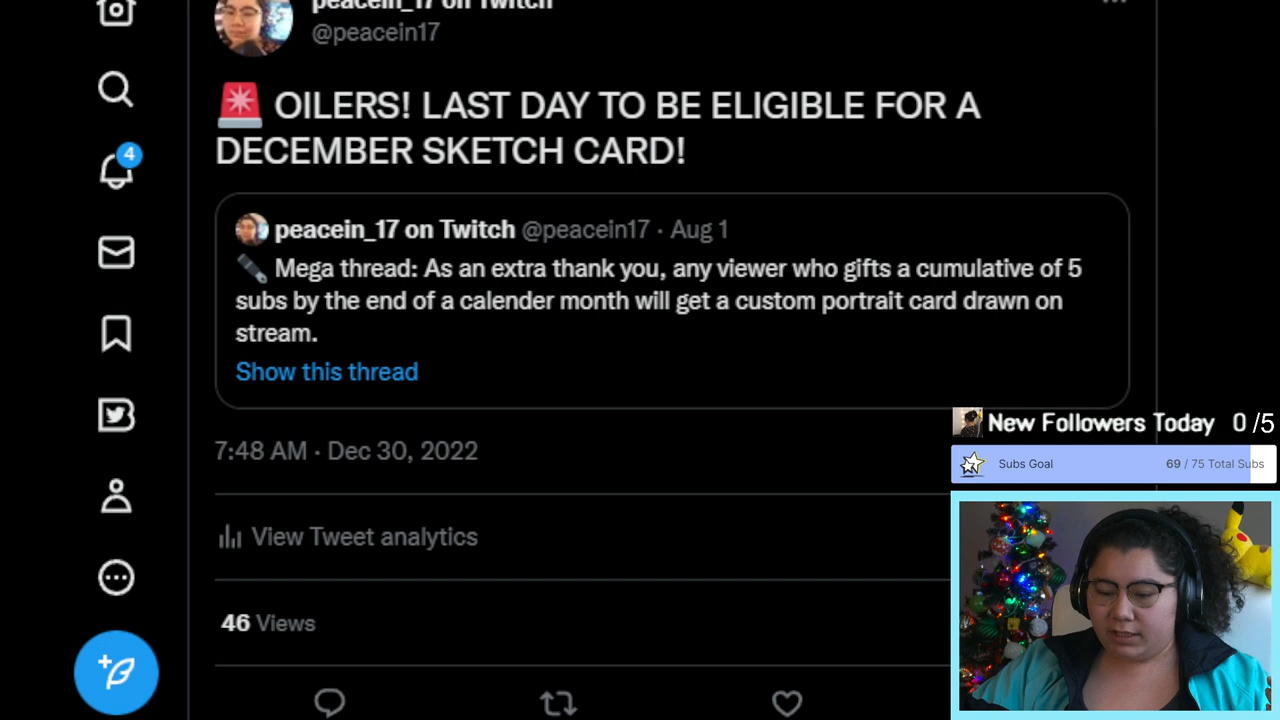 peacein_17 on Twitch
@peacein17
OILERS! LAST DAY TO BE ELIGIBLE FOR A
DECEMBER SKETCH CARD!
peacein_17 on Twitch @peacein17 · Aug 1
Mega thread: As an extra thank you, any viewer who gifts a cumulative of 5
subs by the end of a calender month will get a custom portrait card drawn on
stream.
Show this thread
7:48 AM · Dec 30, 2022
View Tweet analytics
46 Views
4
New Followers Today 0 /5
Subs Goal 69 / 75 Total Subs